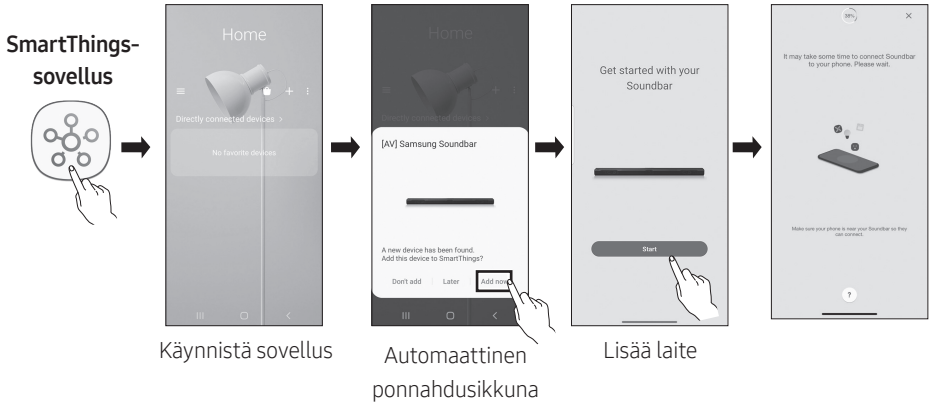 SmartThings-
sovellus
Home
Directly connected devices >
No favorite devices
Käynnistä sovellus
Home
Directly connected devices >
[AV] Samsung Soundbar
A new device has been found.
Add this device to SmartThings?
Don't add
Later
Add now
Automaattinen
ponnahdusikkuna
Get started with your
Soundbar
Start
Lisää laite
38%
It may take some time to connect Soundbar
to your phone. Please wait.
Make sure your phone is near your Soundbar so they
can connect.
?